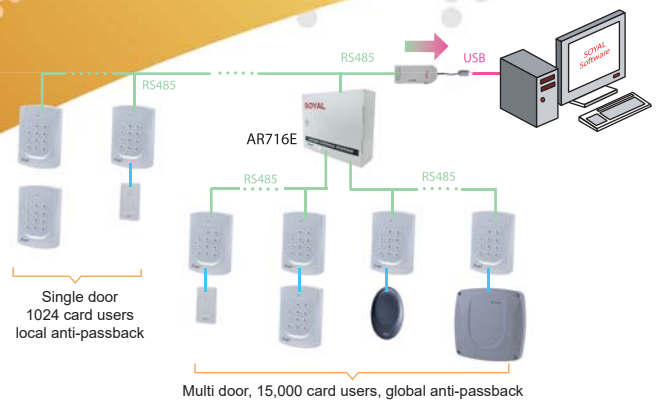 RS485
USB
SOYAL
Software
RS485
SOYAL
AR716E
RS485
RS485
Single door
1024 card users
local anti-passback
Multi door, 15,000 card users, global anti-passback